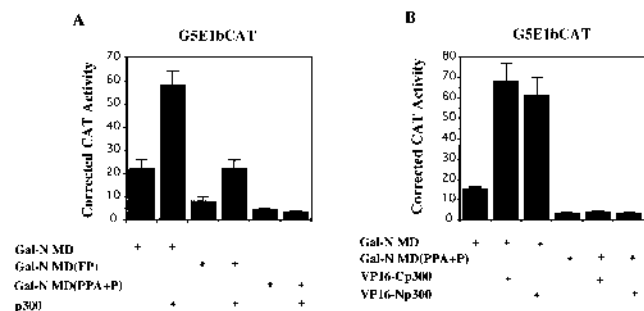 A
G5E1bCAT
Corrected CAT Activity
70
60
50
40
30
20
10
0
Gal-N MD + +
Gal-N MD(FP) + +
Gal-N MD(PPA+P) + +
p300 + + +
B
G5E1bCAT
Corrected CAT Activity
80
70
60
50
40
30
20
10
0
Gal-N MD + + +
Gal-N MD(PPA+P) + + +
VP16-Cp300 + +
VP16-Np300 + +